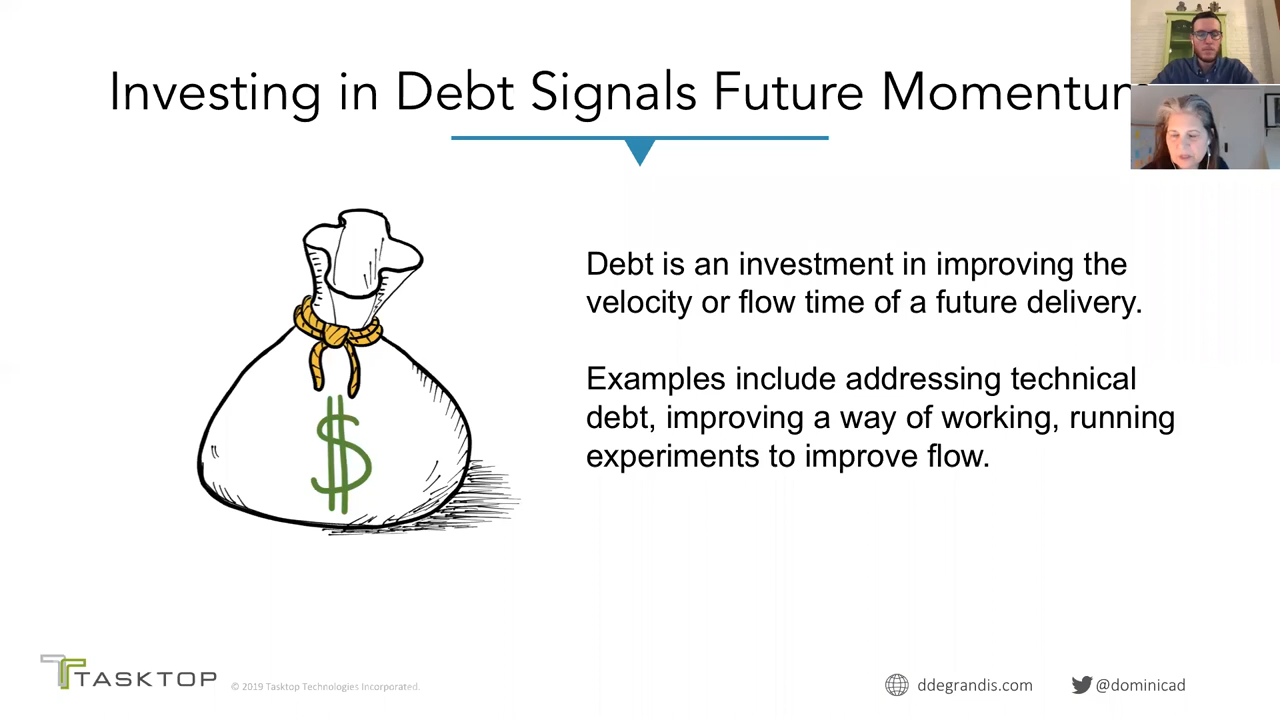 Investing in Debt Signals Future Momentum
Debt is an investment in improving the
velocity or flow time of a future delivery.
Examples include addressing technical
debt, improving a way of working, running
experiments to improve flow.
$
TASKTOP
© 2019 Tasktop Technologies Incorporated.
ddegrandis.com
@dominicad